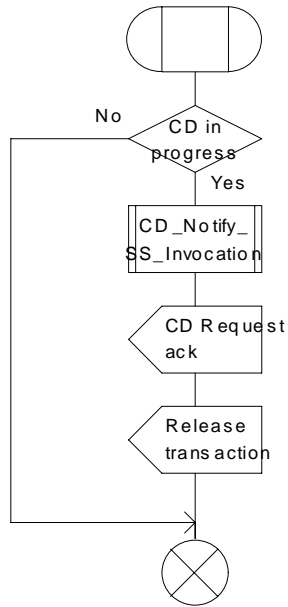 No
CD in
progress
Yes
CD_Notify_
SS_Invocation
CD Request
ack
Release
transaction